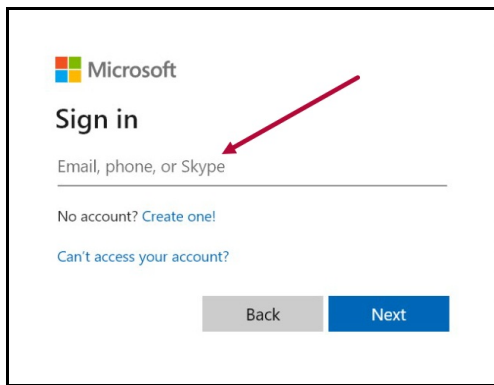 Microsoft
Sign in
Email, phone, or Skype
No account? Create one!
Can't access your account?
Back Next